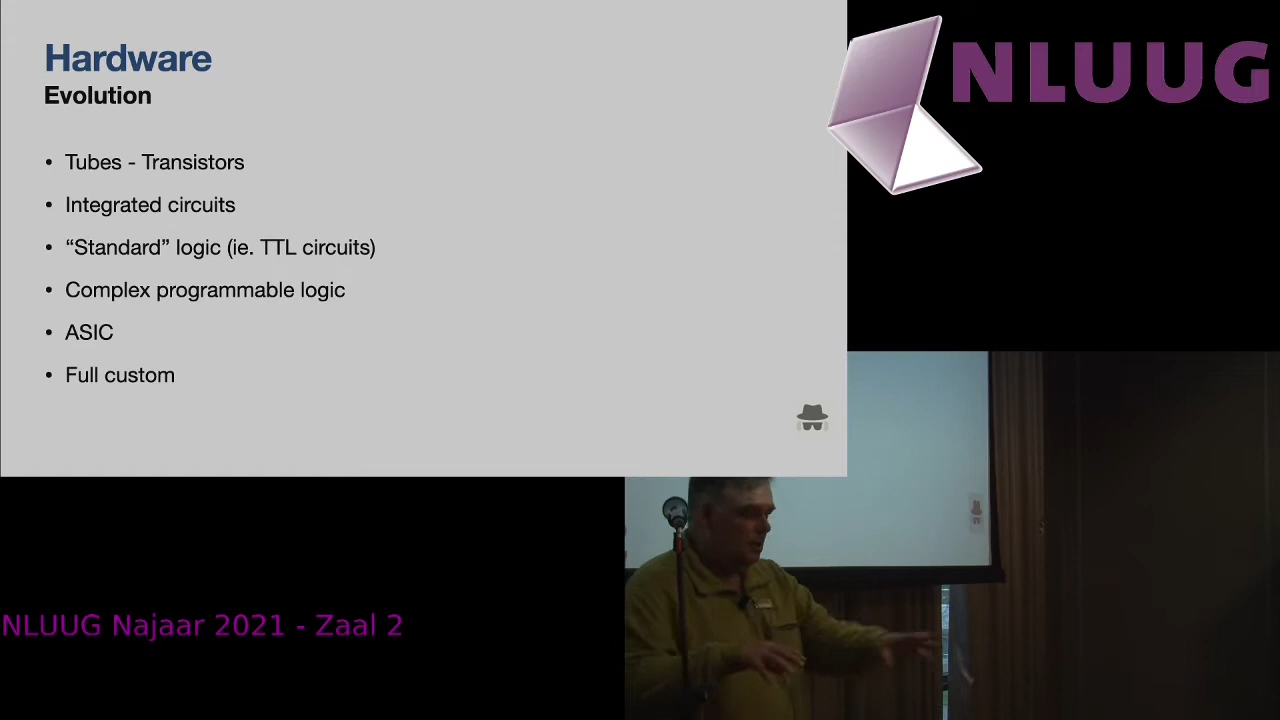 Hardware
Evolution
• Tubes - Transistors
• Integrated circuits
• “Standard” logic (ie. TTL circuits)
• Complex programmable logic
• ASIC
• Full custom
NLUUG
NLUUG Najaar 2021 - Zaal 2